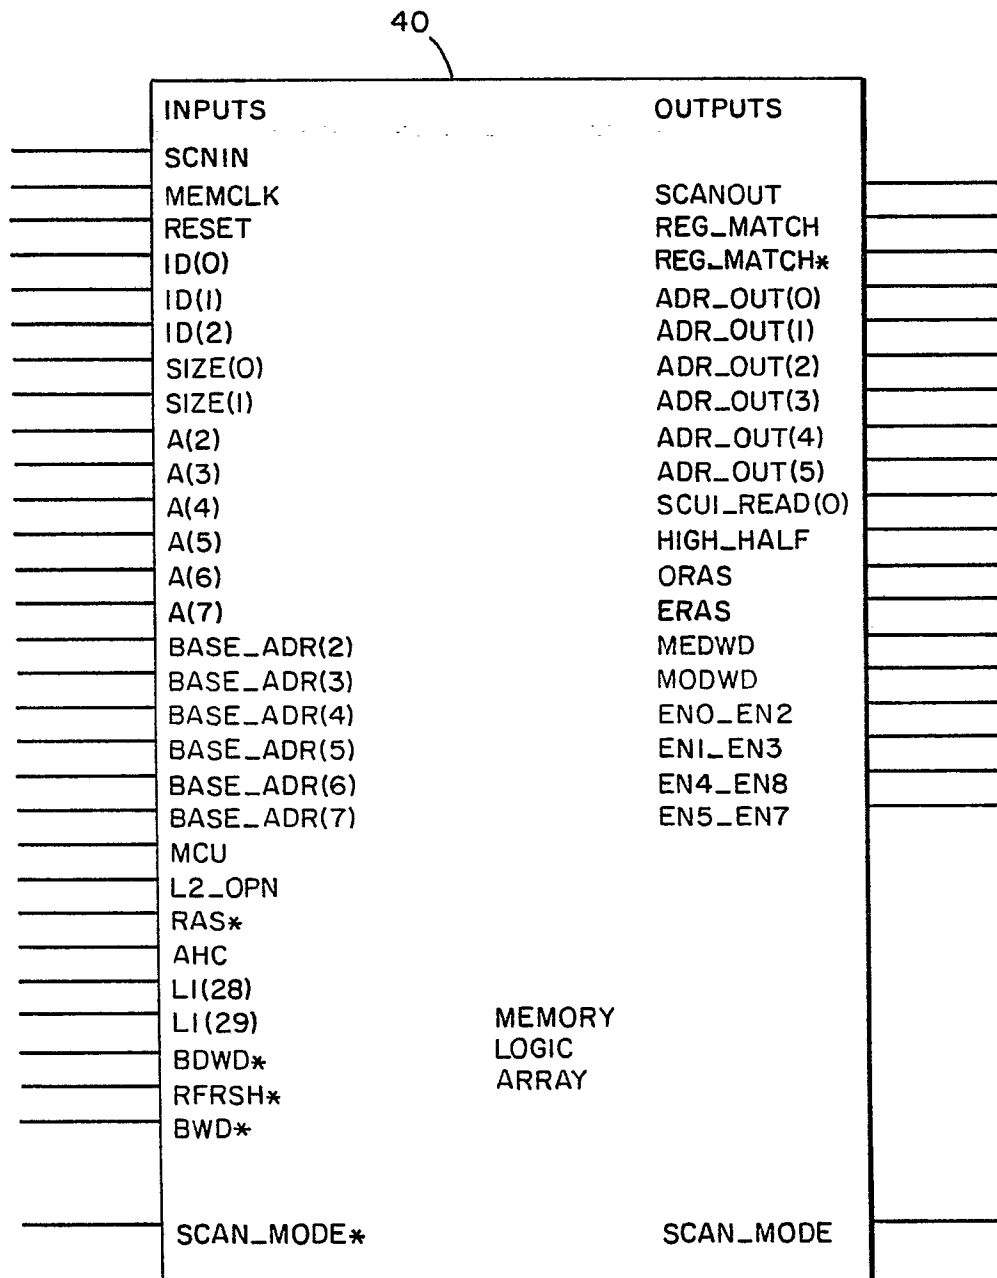 40
INPUTS OUTPUTS
SCNIN
MEMCLK SCANOUT
RESET REG_MATCH
ID(0) REG_MATCH*
ID(1) ADR_OUT(0)
ID(2) ADR_OUT(1)
SIZE(0) ADR_OUT(2)
SIZE(1) ADR_OUT(3)
A(2) ADR_OUT(4)
A(3) ADR_OUT(5)
A(4) SCUI_READ(0)
A(5) HIGH_HALF
A(6) ORAS
A(7) ERAS
BASE_ADR(2) MEDWD
BASE_ADR(3) MODWD
BASE_ADR(4) EN0_EN2
BASE_ADR(5) EN1_EN3
BASE_ADR(6) EN4_EN8
BASE_ADR(7) EN5_EN7
MCU
L2_OPN
RAS*
AHC
L1(28)
L1(29) MEMORY
BDWD* LOGIC
RFRSH* ARRAY
BWD*
SCAN_MODE* SCAN_MODE